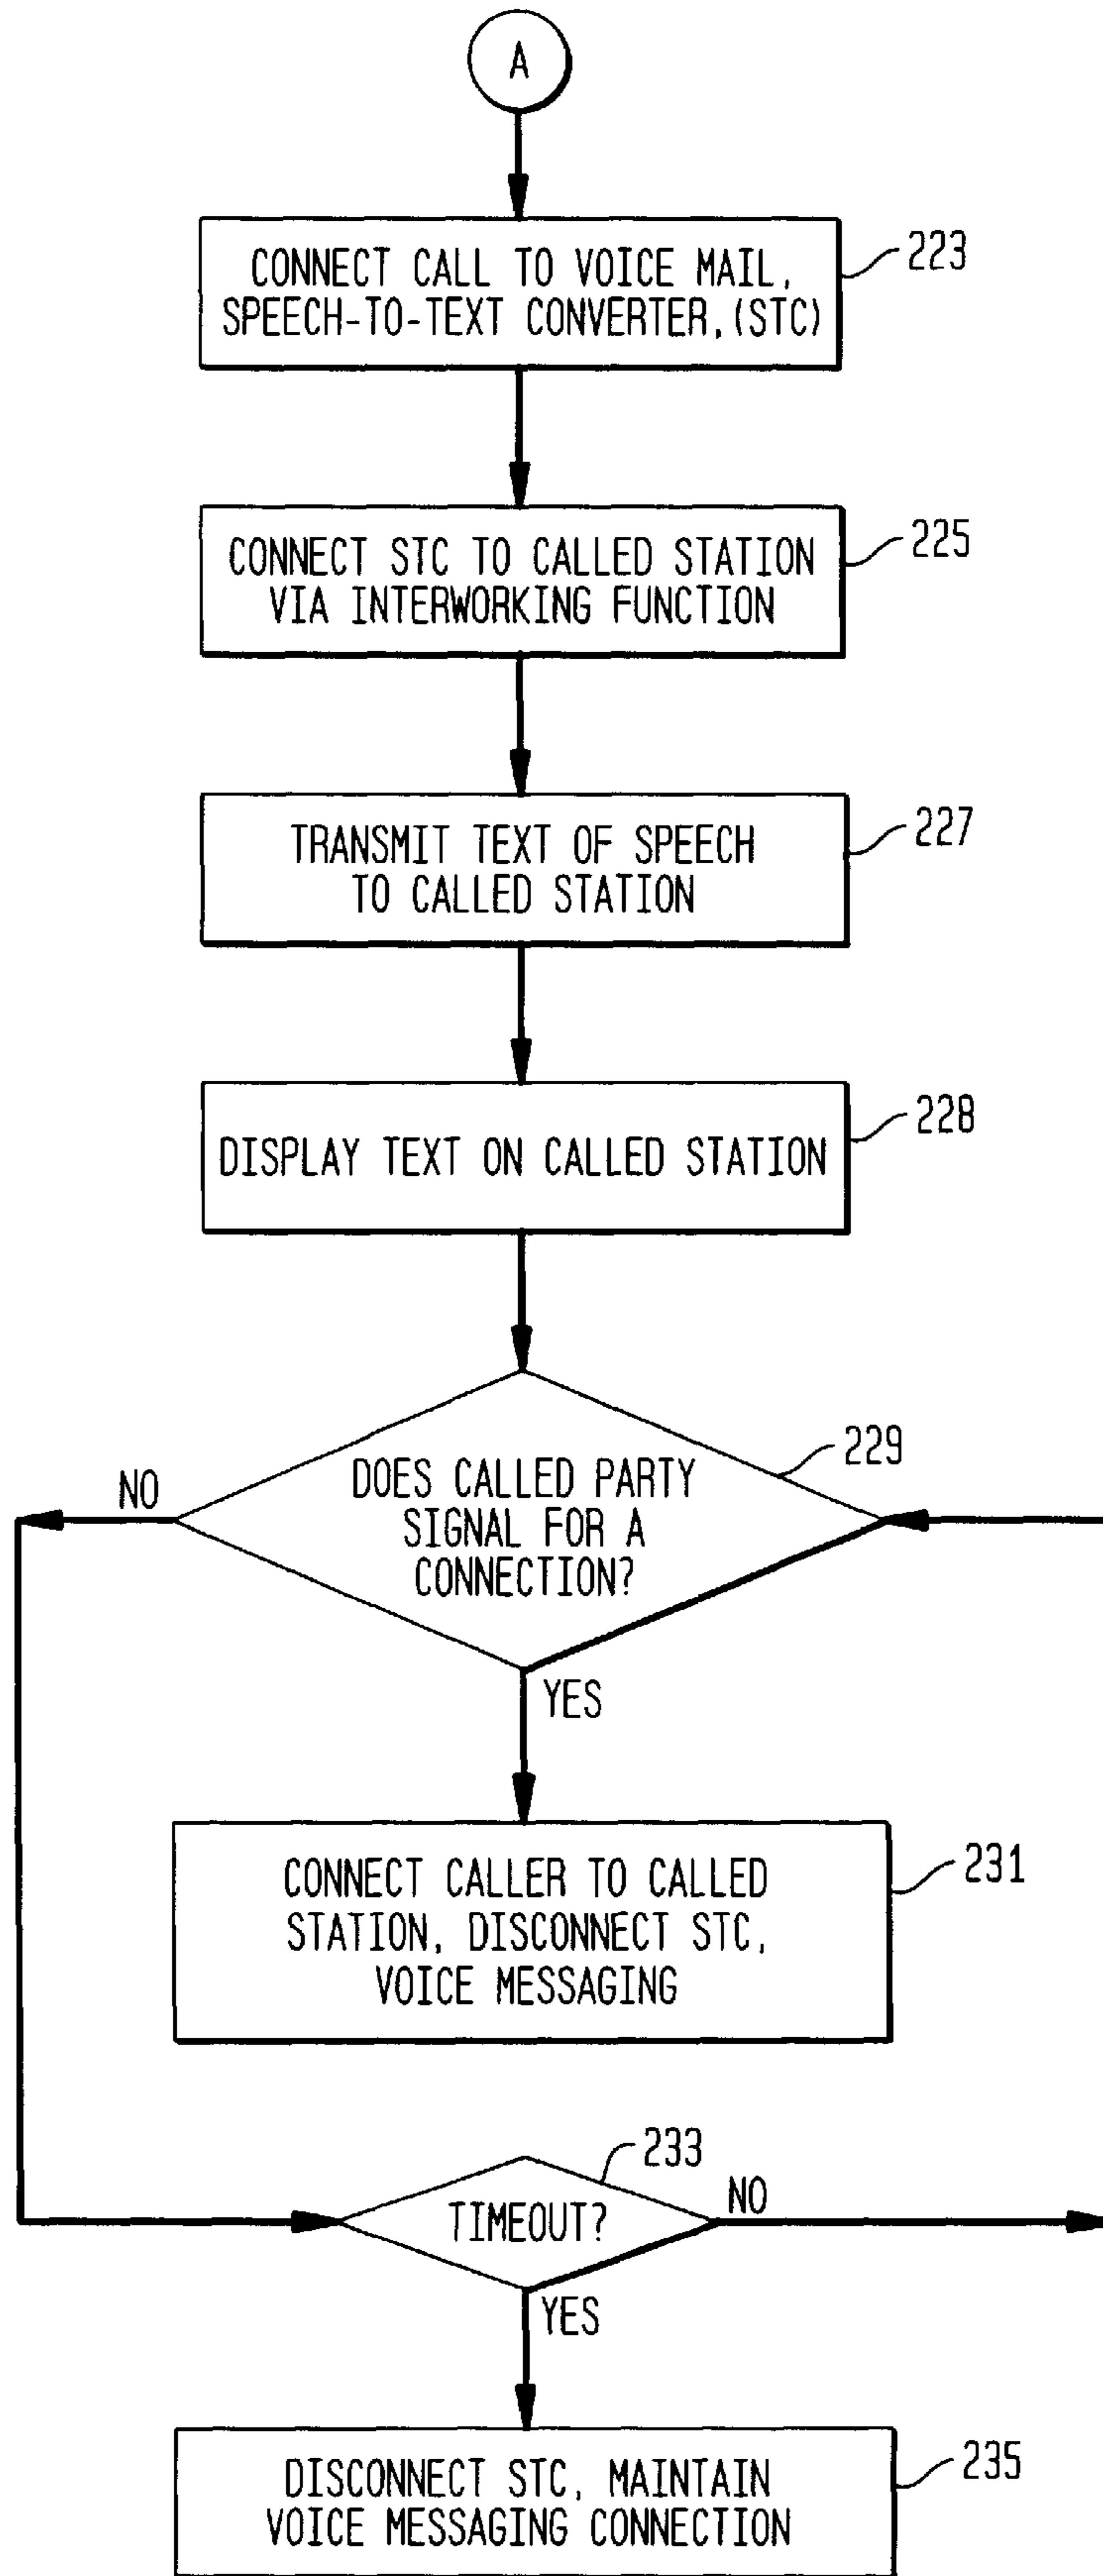 A
CONNECT CALL TO VOICE MAIL,
SPEECH-TO-TEXT CONVERTER,(STC)
223
CONNECT STC TO CALLED STATION
VIA INTERWORKING FUNCTION
225
TRANSMIT TEXT OF SPEECH
TO CALLED STATION
227
DISPLAY TEXT ON CALLED STATION
228
DOES CALLED PARTY
SIGNAL FOR A
CONNECTION?
229
NO
YES
CONNECT CALLER TO CALLED
STATION, DISCONNECT STC,
VOICE MESSAGING
231
TIMEOUT?
233
NO
YES
DISCONNECT STC, MAINTAIN
VOICE MESSAGING CONNECTION
235